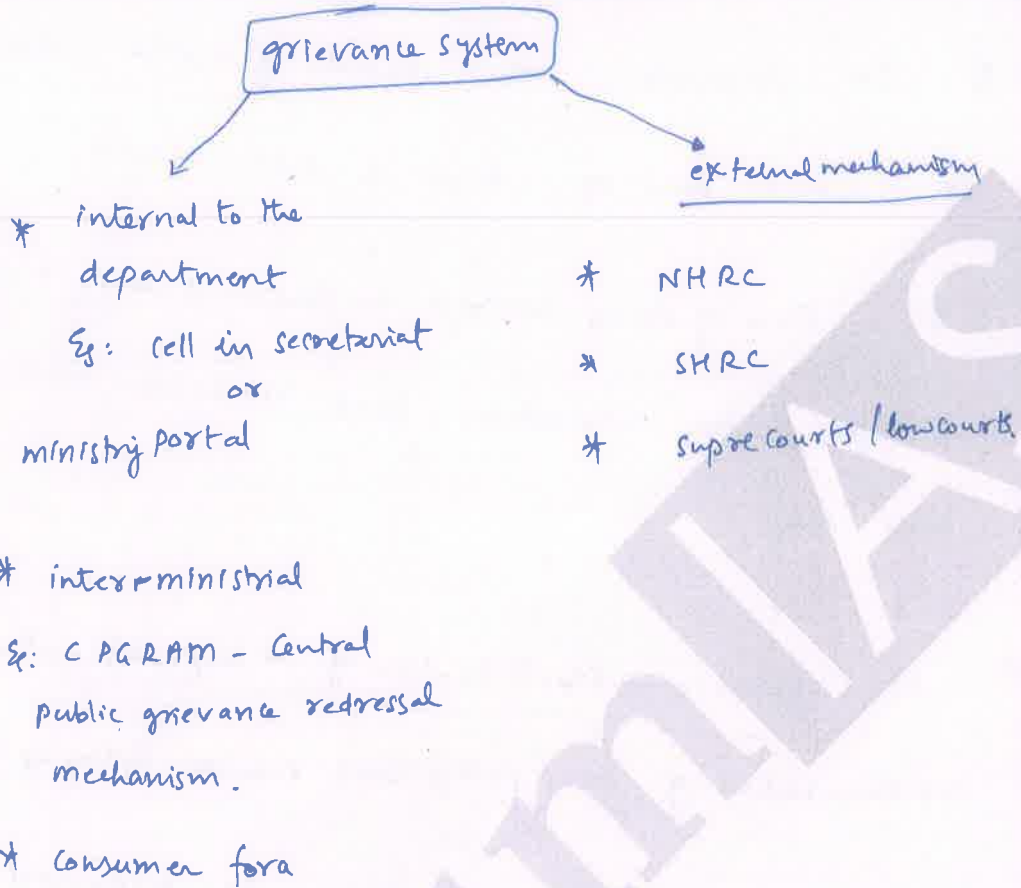 grievance system
* internal to the
department
Eg: cell in secretariat
or
ministry portal
* inter-ministrial
Eg: CPGRAM - Central
public grievance redressal
mechanism.
* Consumer fora
external mechanism
* NHRC
* SHRC
* supre courts / low courts.
mIAS